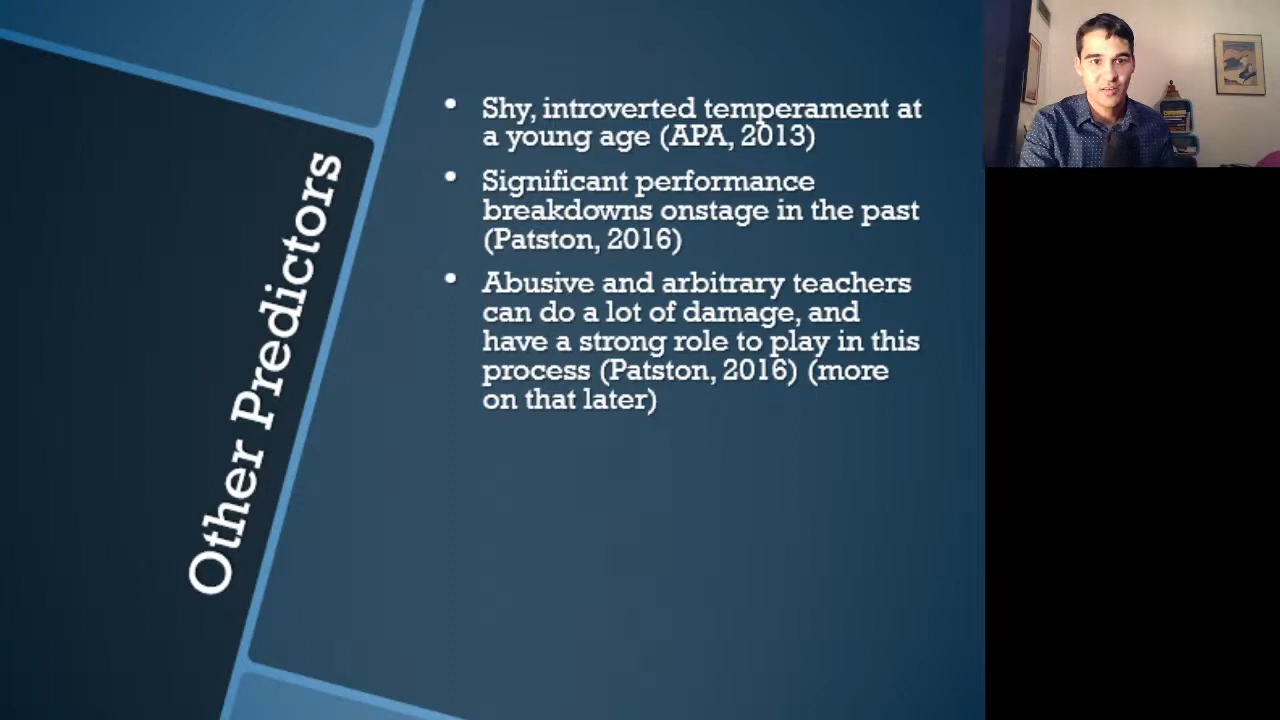 Other Predictors
• Shy, introverted temperament at
a young age (APA, 2013)
• Significant performance
breakdowns onstage in the past
(Patston, 2016)
• Abusive and arbitrary teachers
can do a lot of damage, and
have a strong role to play in this
process (Patston, 2016) (more
on that later)